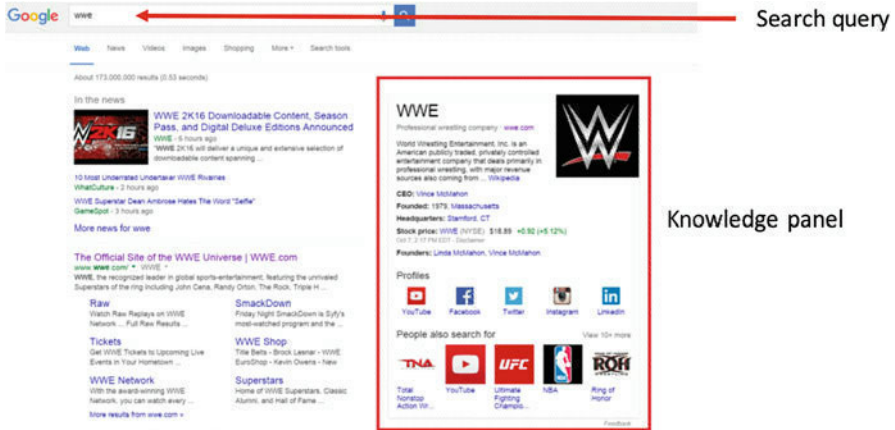 Google
wwe
Search query
Web News Videos Images Shopping More Search tools
About 173,000,000 results (0.53 seconds)
In the news
WWE 2K16 Downloadable Content, Season
Pass, and Digital Deluxe Editions Announced
WWE - 6 hours ago
"WWE 2K16 will deliver a unique and extensive selection of
downloadable content spanning ...
2K16
10 Most Underrated Undertaker WWE Rivalries
WhatCulture - 2 hours ago
WWE Superstar Dean Ambrose Hates The Word "Selfie"
GameSpot - 3 hours ago
More news for wwe
The Official Site of the WWE Universe | WWE.com
www.wwe.com/ WWE
WWE, the recognized leader in global sports-entertainment, featuring the unrivaled
Superstars of the ring including John Cena, Randy Orton, The Rock, Triple H ...
Raw
Watch Raw Replays on WWE
Network ... Full Raw Results ...
SmackDown
Friday Night SmackDown is Syfy's
most-watched program and the ...
Tickets
Get WWE Tickets to Upcoming Live
Events in Your Hometown ...
WWE Shop
Title Belts - Brock Lesnar - WWE
EuroShop - Kevin Owens - New
WWE Network
With the award-winning WWE
Network, you can watch every ...
Superstars
Home of WWE Superstars, Classic
Alumni, and Hall of Fame ...
More results from wwe.com »
WWE
Professional wrestling company · wwe.com
World Wrestling Entertainment, Inc. is an
American publicly traded, privately controlled
entertainment company that deals primarily in
professional wrestling, with major revenue
sources also coming from ... Wikipedia
CEO: Vince McMahon
Founded: 1979, Massachusetts
Headquarters: Stamford, CT
Stock price: WWE (NYSE) $18.89 +0.92 (+5.12%)
Oct 7, 2:17 PM EDT - Disclaimer
Founders: Linda McMahon, Vince McMahon
Profiles
YouTube Facebook Twitter Instagram LinkedIn
People also search for
View 10+ more
TNA UFC NBA ROH
Total
Nonstop
Action Wr...
YouTube
Ultimate
Fighting
Champio...
NBA
Ring of
Honor
Feedback
Knowledge panel